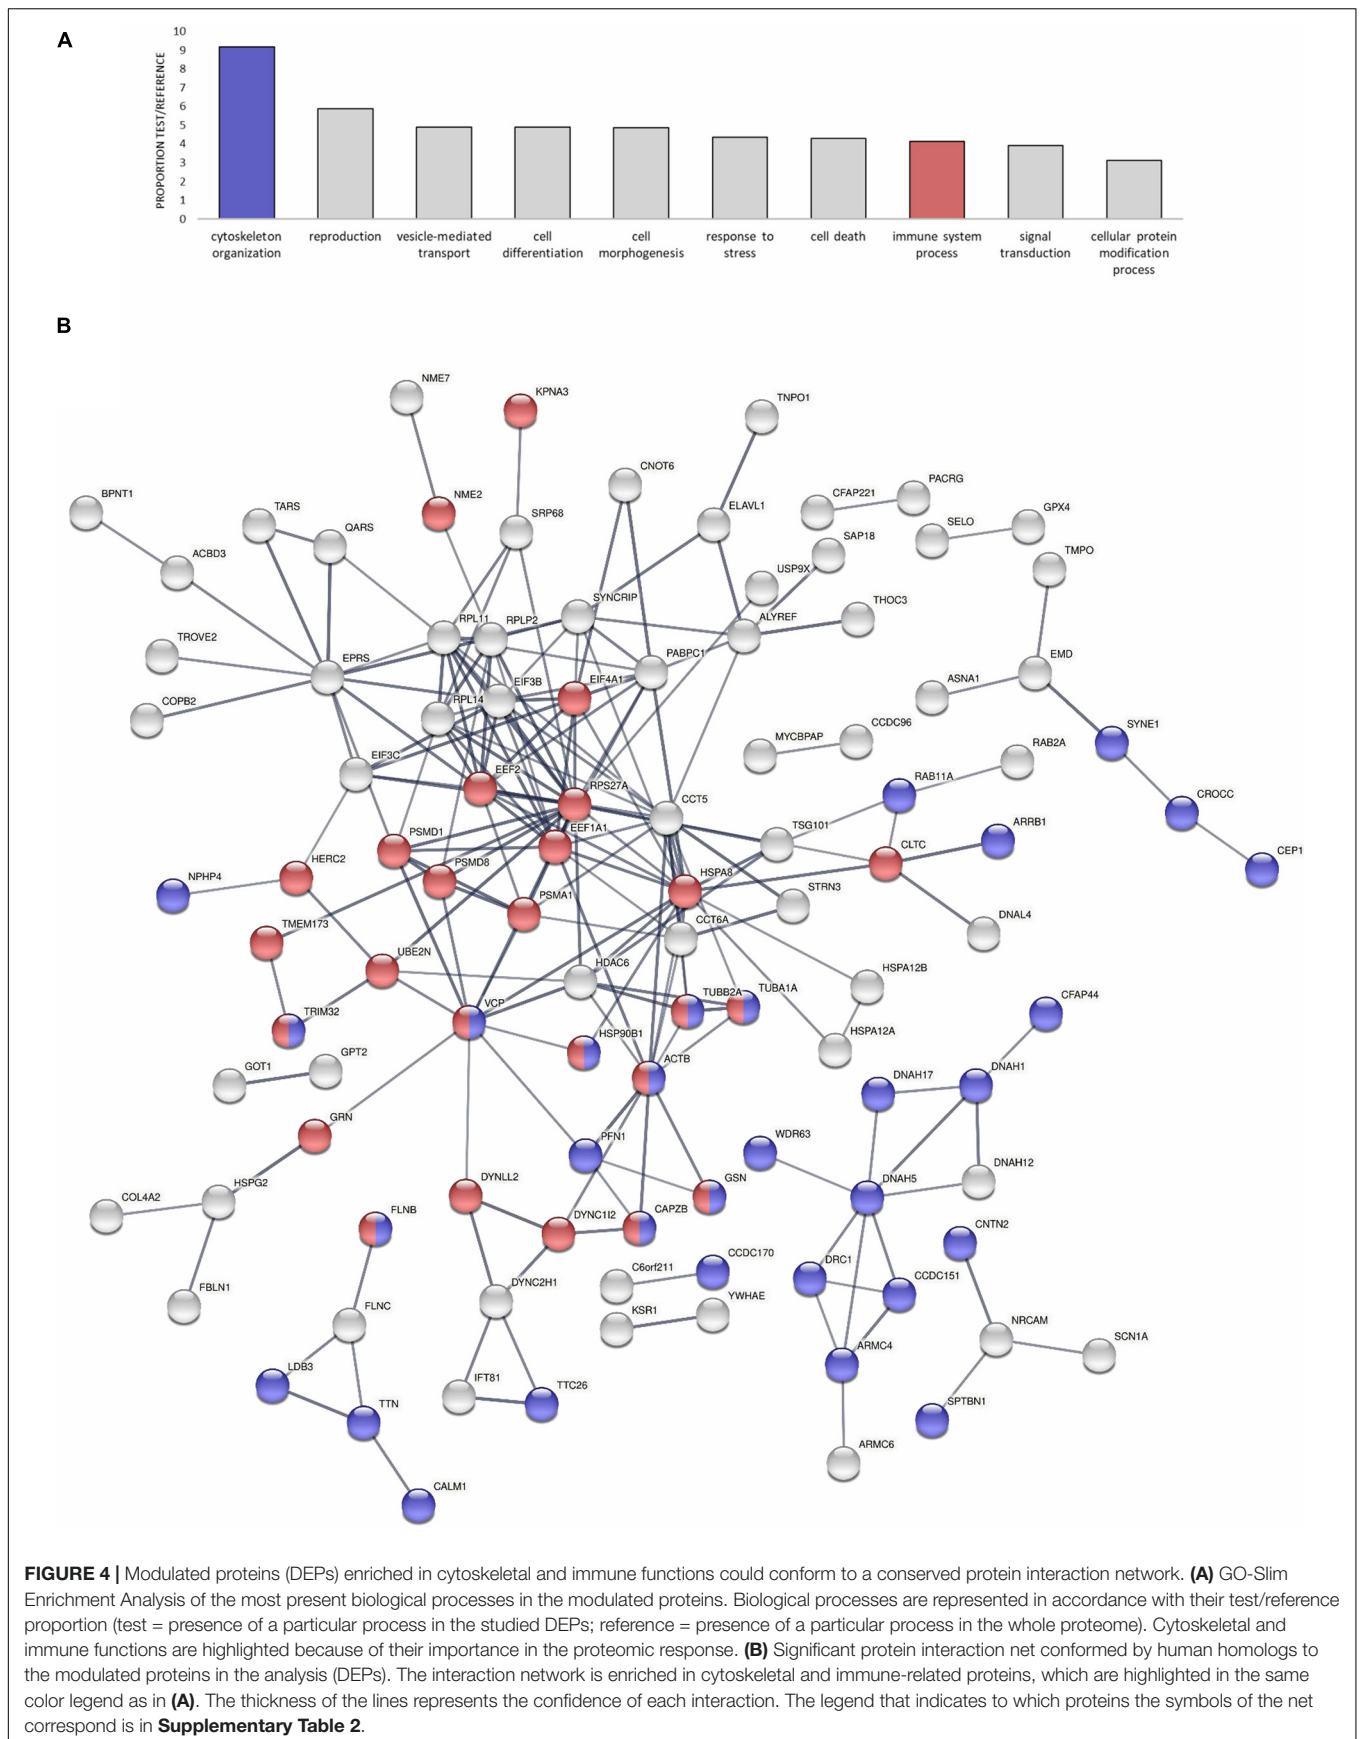 A
PROPORTION TEST/REFERENCE
10
9
8
7
6
5
4
3
2
1
0
cytoskeleton
organization
reproduction
vesicle-mediated
transport
cell
differentiation
cell
morphogenesis
response to
stress
cell death
immune system
process
signal
transduction
cellular protein
modification
process
B
NME7
KPNA3
TNPO1
CNOT6
BPNT1
TARS
QARS
NME2
SRP68
ELAVL1
CFAP221
PACRG
SELO
GPX4
ACBD3
SAP18
TMPO
USP9X
SYNCRIP
ALYREF
THOC3
TROVE2
RPL11
RPLP2
EPRS
PABPC1
EMD
EIF3B
EIF4A1
ASNA1
COPB2
RPL14
MYCBPAP
CCDC96
SYNE1
EIF3C
RAB2A
EEF2
RPS27A
RAB11A
CCT5
CROCC
TSG101
ARRB1
EEF1A1
PSMD1
CLTC
CEP1
HERC2
PSMD8
HSPA8
NPHP4
PSMA1
STRN3
DNAL4
TMEM173
CCT6A
UBE2N
HDAC6
HSPA12B
TUBB2A
TUBA1A
CFAP44
TRIM32
VCP
HSP90B1
HSPA12A
GOT1
GPT2
ACTB
DNAH17
DNAH1
GRN
PFN1
WDR63
DNAH12
COL4A2
HSPG2
DYNLL2
GSN
DNAH5
FLNB
DYNC1I2
CAPZB
CNTN2
FBLN1
DYNC2H1
C6orf211
CCDC170
DRC1
CCDC151
FLNC
KSR1
YWHAE
NRCAM
SCN1A
LDB3
IFT81
TTC26
ARMC4
TTN
SPTBN1
ARMC6
CALM1
FIGURE 4 | Modulated proteins (DEPs) enriched in cytoskeletal and immune functions could conform to a conserved protein interaction network. (A) GO-Slim
Enrichment Analysis of the most present biological processes in the modulated proteins. Biological processes are represented in accordance with their test/reference
proportion (test = presence of a particular process in the studied DEPs; reference = presence of a particular process in the whole proteome). Cytoskeletal and
immune functions are highlighted because of their importance in the proteomic response. (B) Significant protein interaction net conformed by human homologs to
the modulated proteins in the analysis (DEPs). The interaction network is enriched in cytoskeletal and immune-related proteins, which are highlighted in the same
color legend as in (A). The thickness of the lines represents the confidence of each interaction. The legend that indicates to which proteins the symbols of the net
correspond is in Supplementary Table 2.